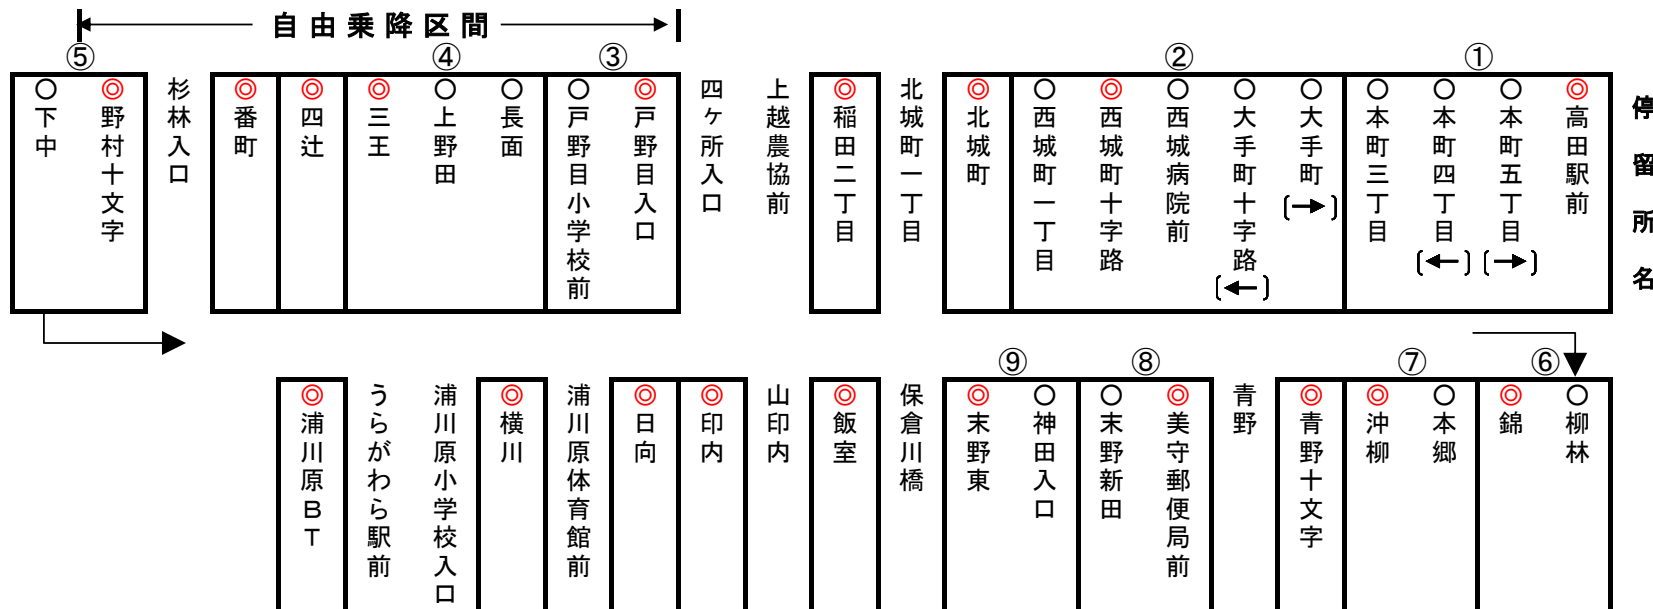 自由乗降区間
停留所名
①
②
③
④
⑤
◎高田駅前
○本町五丁目(→)
○本町四丁目(←)
○本町三丁目
○大手町(→)
○大手町十字路(←)
○西城病院前
◎西城町十字路
○西城町一丁目
◎北城町
北城町一丁目
◎稲田二丁目
上越農協前
四ケ所入口
◎戸野目入口
○戸野目小学校前
○長面
○上野田
◎三王
◎四辻
◎番町
杉林入口
◎野村十文字
○下中
⑥
⑦
⑧
⑨
○柳林
◎錦
○本郷
◎沖柳
◎青野十文字
青野
◎美守郵便局前
○末野新田
○神田入口
◎末野東
保倉川橋
◎飯室
山印内
◎印内
◎日向
浦川原体育館前
◎横川
浦川原小学校入口
うらがわら駅前
◎浦川原BT